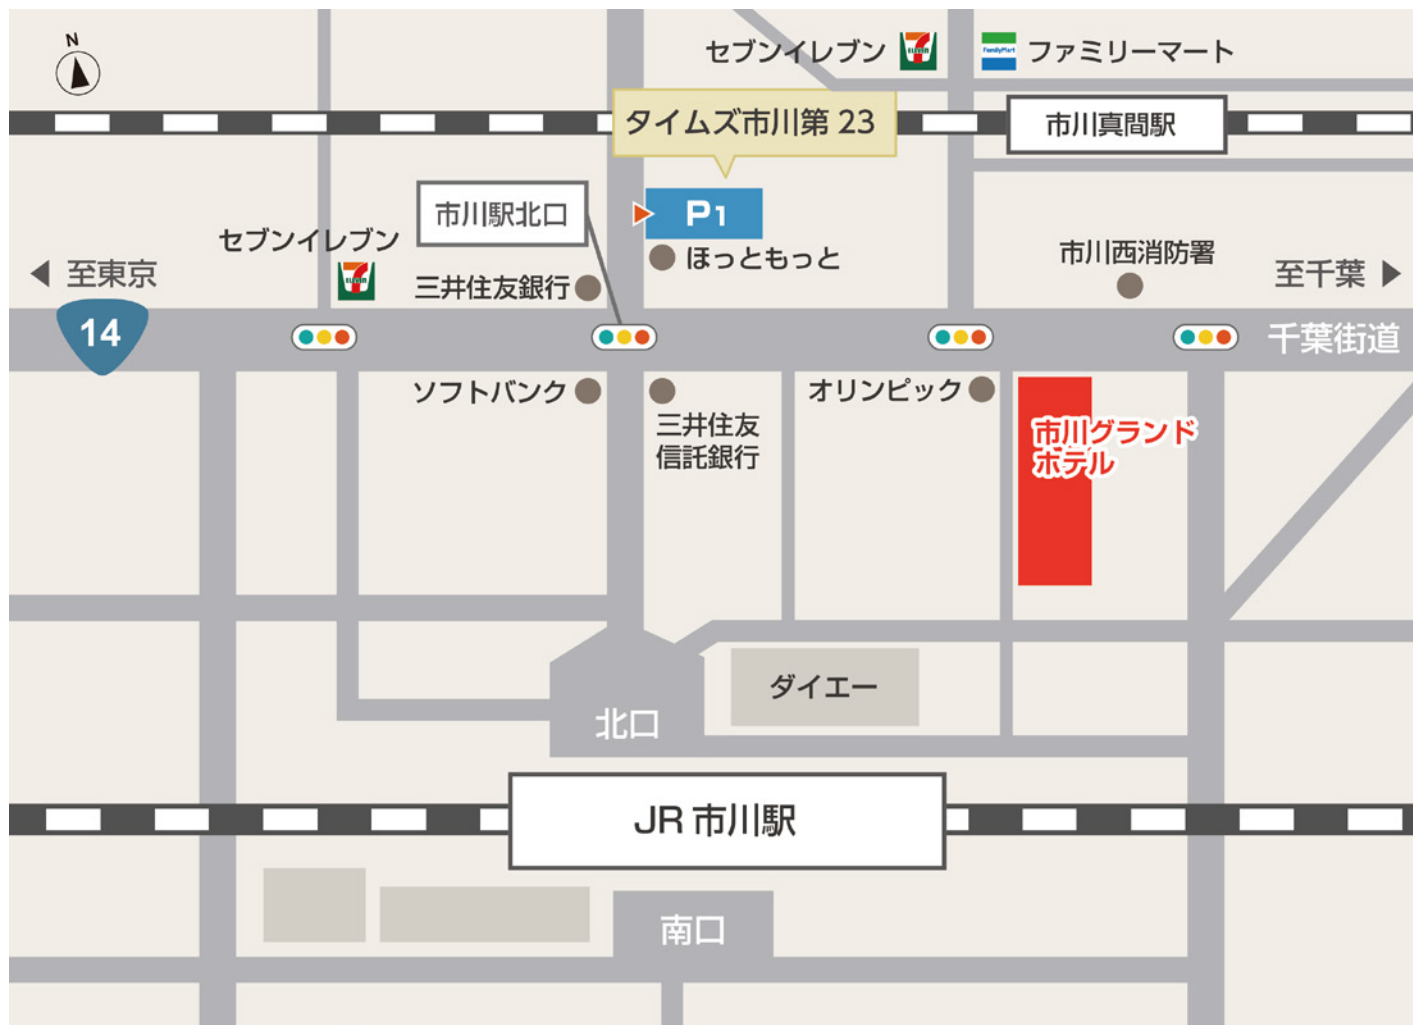 N
セブンイレブン
ELEVEN
FamilyMart
ファミリーマート
タイムズ市川第 23
市川真間駅
市川駅北口
P1
セブンイレブン
ELEVEN
ほっともっと
市川西消防署
至東京
三井住友銀行
至千葉
14
千葉街道
ソフトバンク
三井住友
信託銀行
オリンピック
市川グランド
ホテル
ダイエー
北口
JR 市川駅
南口